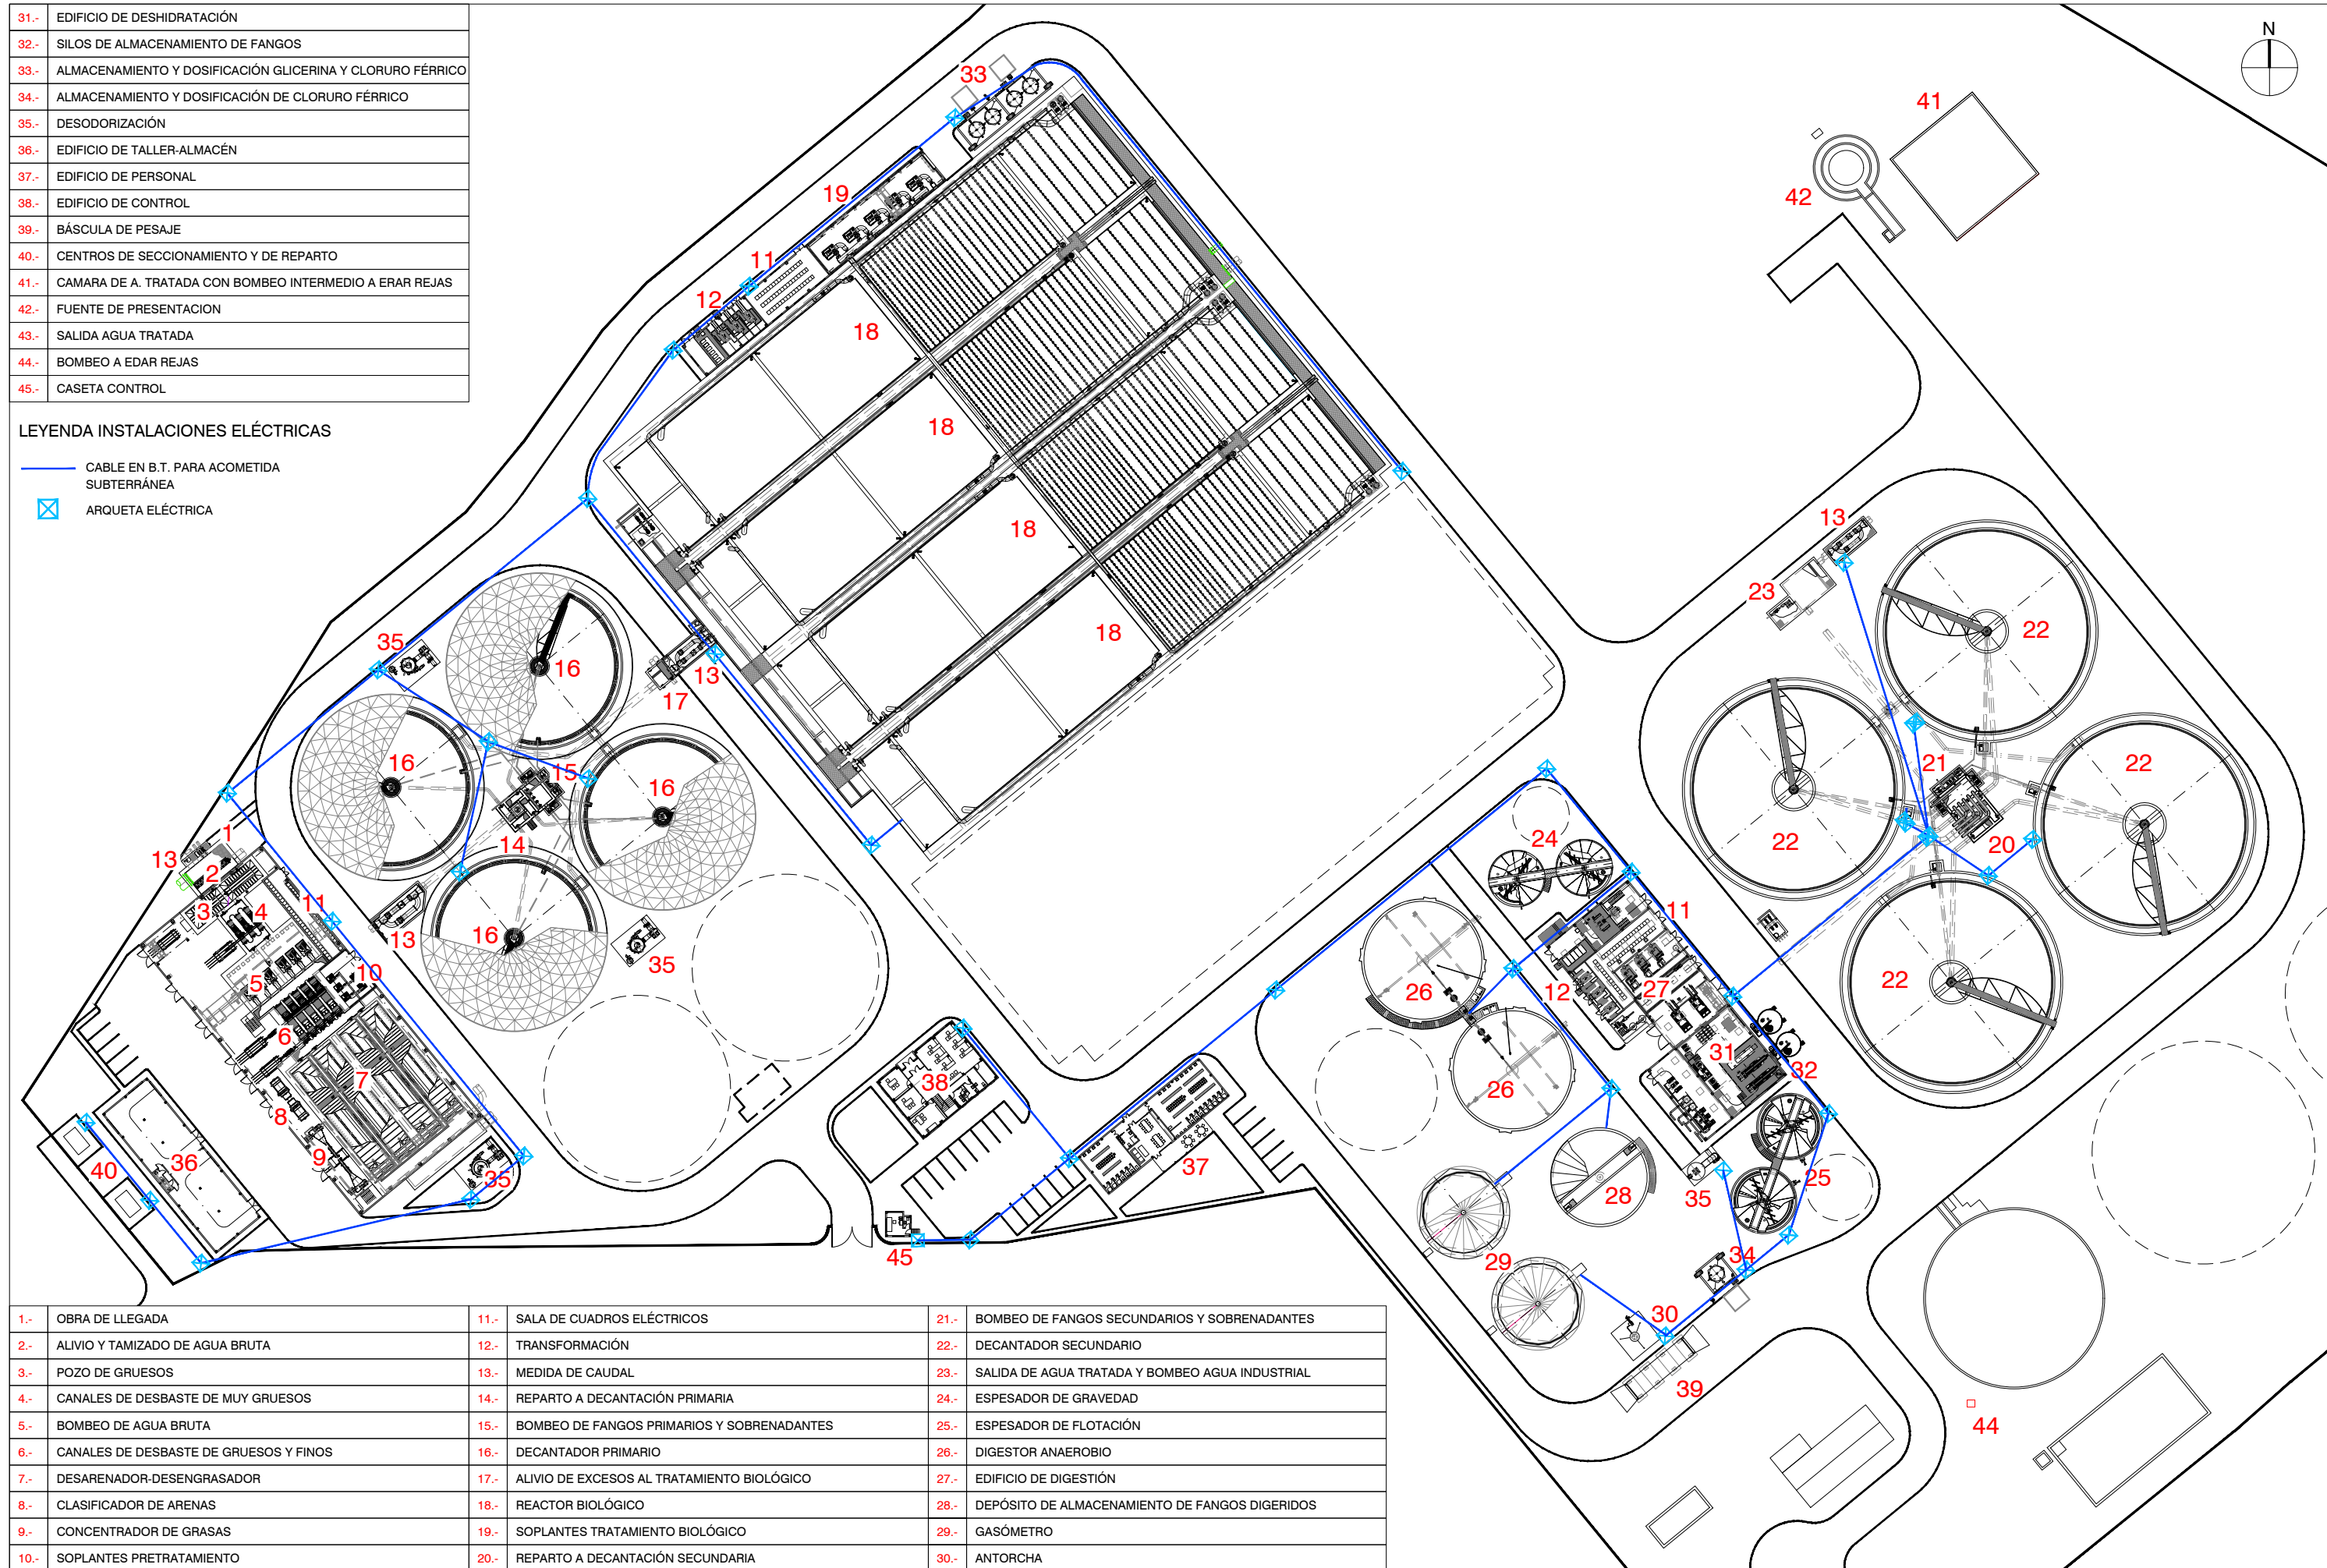 31.- EDIFICIO DE DESHIDRATACIÓN
32.- SILOS DE ALMACENAMIENTO DE FANGOS
33.- ALMACENAMIENTO Y DOSIFICACIÓN GLICERINA Y CLORURO FÉRRICO
34.- ALMACENAMIENTO Y DOSIFICACIÓN DE CLORURO FÉRRICO
35.- DESODORIZACIÓN
36.- EDIFICIO DE TALLER-ALMACÉN
37.- EDIFICIO DE PERSONAL
38.- EDIFICIO DE CONTROL
39.- BÁSCULA DE PESAJE
40.- CENTROS DE SECCIONAMIENTO Y DE REPARTO
41.- CAMARA DE A. TRATADA CON BOMBEO INTERMEDIO A ERAR REJAS
42.- FUENTE DE PRESENTACION
43.- SALIDA AGUA TRATADA
44.- BOMBEO A EDAR REJAS
45.- CASETA CONTROL
LEYENDA INSTALACIONES ELÉCTRICAS
CABLE EN B.T. PARA ACOMETIDA
SUBTERRÁNEA
ARQUETA ELÉCTRICA
N
33
41
42
19
11
12
18
18
18
18
13
23
22
22
22
22
21
20
35
16
16
16
16
13
17
15
14
1
13
2
3
4
11
13
35
10
5
6
7
8
9
35
36
40
38
37
45
24
11
12
27
26
26
31
32
28
35
25
29
34
30
39
44
1.- OBRA DE LLEGADA
2.- ALIVIO Y TAMIZADO DE AGUA BRUTA
3.- POZO DE GRUESOS
4.- CANALES DE DESBASTE DE MUY GRUESOS
5.- BOMBEO DE AGUA BRUTA
6.- CANALES DE DESBASTE DE GRUESOS Y FINOS
7.- DESARENADOR-DESENGRASADOR
8.- CLASIFICADOR DE ARENAS
9.- CONCENTRADOR DE GRASAS
10.- SOPLANTES PRETRATAMIENTO
11.- SALA DE CUADROS ELÉCTRICOS
12.- TRANSFORMACIÓN
13.- MEDIDA DE CAUDAL
14.- REPARTO A DECANTACIÓN PRIMARIA
15.- BOMBEO DE FANGOS PRIMARIOS Y SOBRENADANTES
16.- DECANTADOR PRIMARIO
17.- ALIVIO DE EXCESOS AL TRATAMIENTO BIOLÓGICO
18.- REACTOR BIOLÓGICO
19.- SOPLANTES TRATAMIENTO BIOLÓGICO
20.- REPARTO A DECANTACIÓN SECUNDARIA
21.- BOMBEO DE FANGOS SECUNDARIOS Y SOBRENADANTES
22.- DECANTADOR SECUNDARIO
23.- SALIDA DE AGUA TRATADA Y BOMBEO AGUA INDUSTRIAL
24.- ESPESADOR DE GRAVEDAD
25.- ESPESADOR DE FLOTACIÓN
26.- DIGESTOR ANAEROBIO
27.- EDIFICIO DE DIGESTIÓN
28.- DEPÓSITO DE ALMACENAMIENTO DE FANGOS DIGERIDOS
29.- GASÓMETRO
30.- ANTORCHA